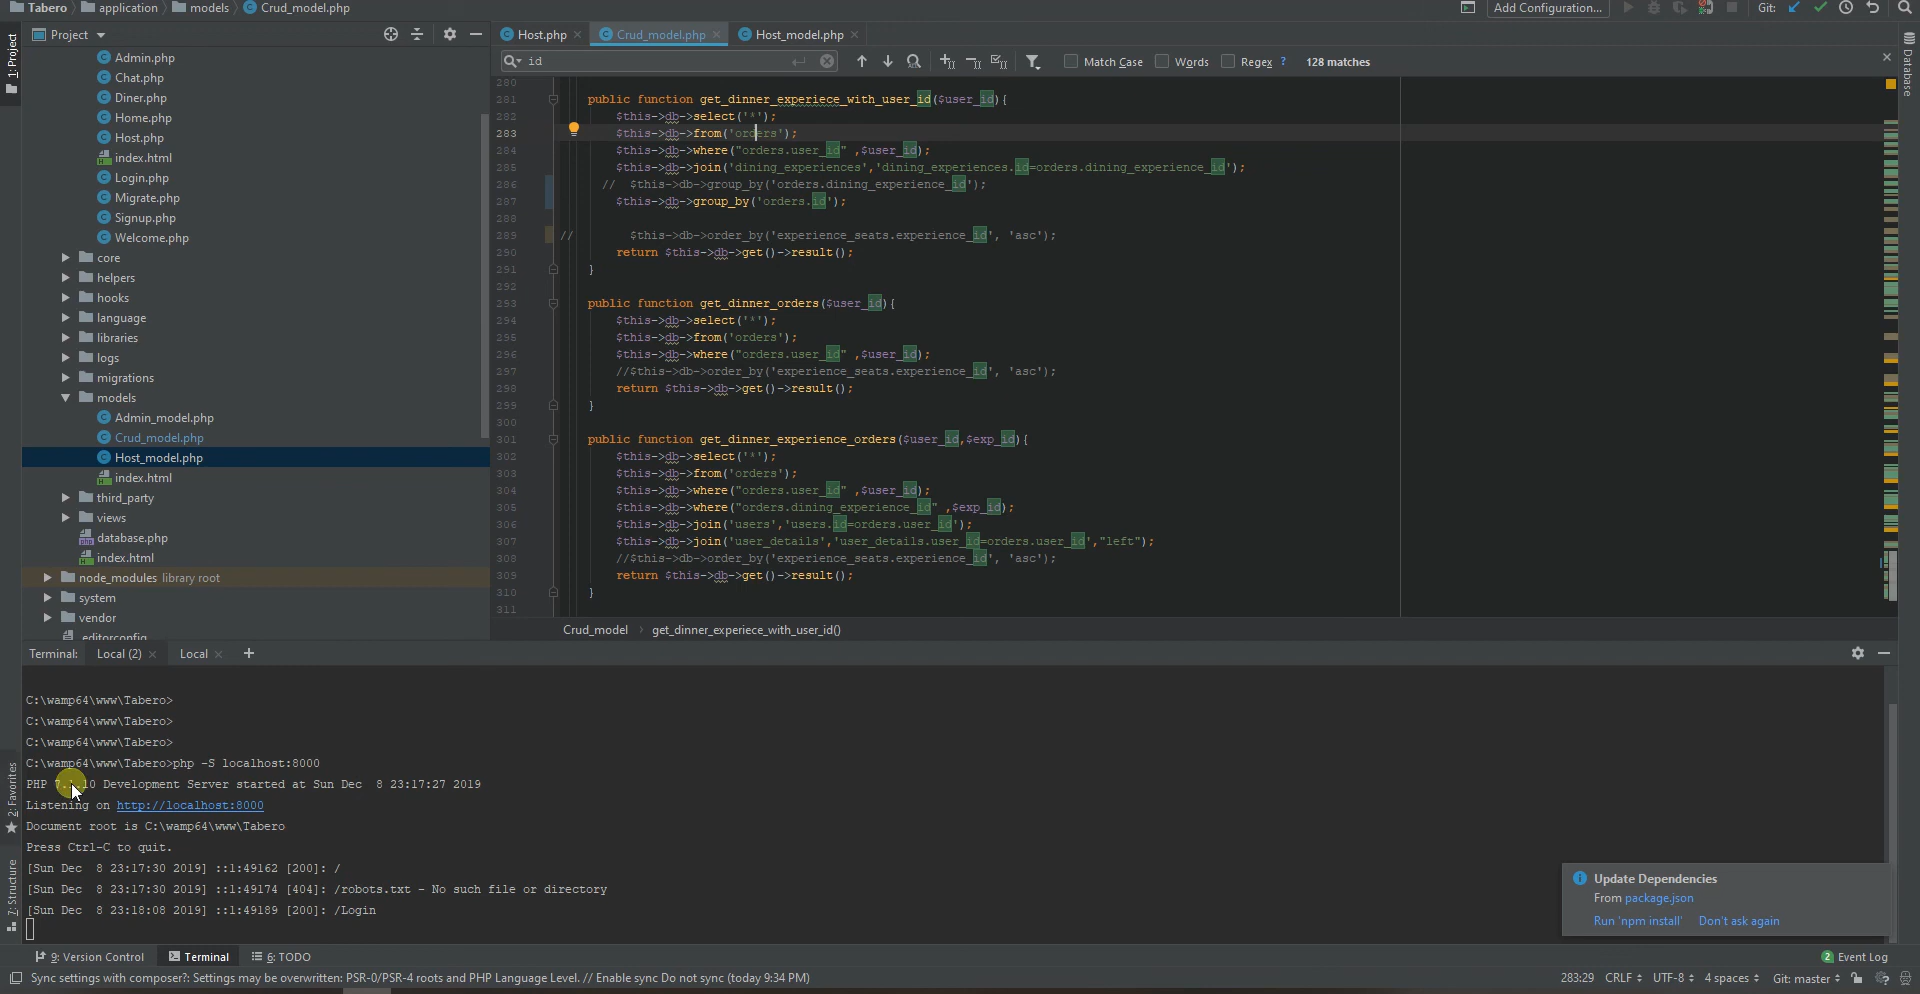 Tabero application models Crud_model.php Add Configuration... Git:
1: Project
Project
Admin.php
Chat.php
Diner.php
Home.php
Host.php
index.html
Login.php
Migrate.php
Signup.php
Welcome.php
core
helpers
hooks
language
libraries
logs
migrations
models
Admin_model.php
Crud_model.php
Host_model.php
index.html
third_party
views
database.php
index.html
node_modules library root
system
vendor
.editorconfig
Host.php Crud_model.php Host_model.php
id Match Case Words Regex ? 128 matches
280
281 public function get_dinner_experiece_with_user_id($user_id){
282 $this->db->select('*');
283 $this->db->from('orders');
284 $this->db->where("orders.user_id" ,$user_id);
285 $this->db->join('dining_experiences','dining_experiences.id=orders.dining_experience_id');
286 // $this->db->group_by('orders.dining_experience_id');
287 $this->db->group_by('orders.id');
288
289 // $this->db->order_by('experience_seats.experience_id', 'asc');
290 return $this->db->get()->result();
291 }
292
293 public function get_dinner_orders($user_id){
294 $this->db->select('*');
295 $this->db->from('orders');
296 $this->db->where("orders.user_id" ,$user_id);
297 //$this->db->order_by('experience_seats.experience_id', 'asc');
298 return $this->db->get()->result();
299 }
300
301 public function get_dinner_experience_orders($user_id,$exp_id){
302 $this->db->select('*');
303 $this->db->from('orders');
304 $this->db->where("orders.user_id" ,$user_id);
305 $this->db->where("orders.dining_experience_id" ,$exp_id);
306 $this->db->join('users','users.id=orders.user_id');
307 $this->db->join('user_details','user_details.user_id=orders.user_id',"left");
308 //$this->db->order_by('experience_seats.experience_id', 'asc');
309 return $this->db->get()->result();
310 }
311
Crud_model get_dinner_experiece_with_user_id()
Database
Terminal: Local (2) Local
C:\wamp64\www\Tabero>
C:\wamp64\www\Tabero>
C:\wamp64\www\Tabero>
C:\wamp64\www\Tabero>php -S localhost:8000
PHP 7.1.10 Development Server started at Sun Dec 8 23:17:27 2019
Listening on http://localhost:8000
Document root is C:\wamp64\www\Tabero
Press Ctrl-C to quit.
[Sun Dec 8 23:17:30 2019] ::1:49162 [200]: /
[Sun Dec 8 23:17:30 2019] ::1:49174 [404]: /robots.txt - No such file or directory
[Sun Dec 8 23:18:08 2019] ::1:49189 [200]: /Login
2: Favorites
Z: Structure
Update Dependencies
From package.json
Run 'npm install' Don't ask again
9: Version Control Terminal 6: TODO 2 Event Log
Sync settings with composer?: Settings may be overwritten: PSR-0/PSR-4 roots and PHP Language Level. // Enable sync Do not sync (today 9:34 PM) 283:29 CRLF UTF-8 4 spaces Git: master